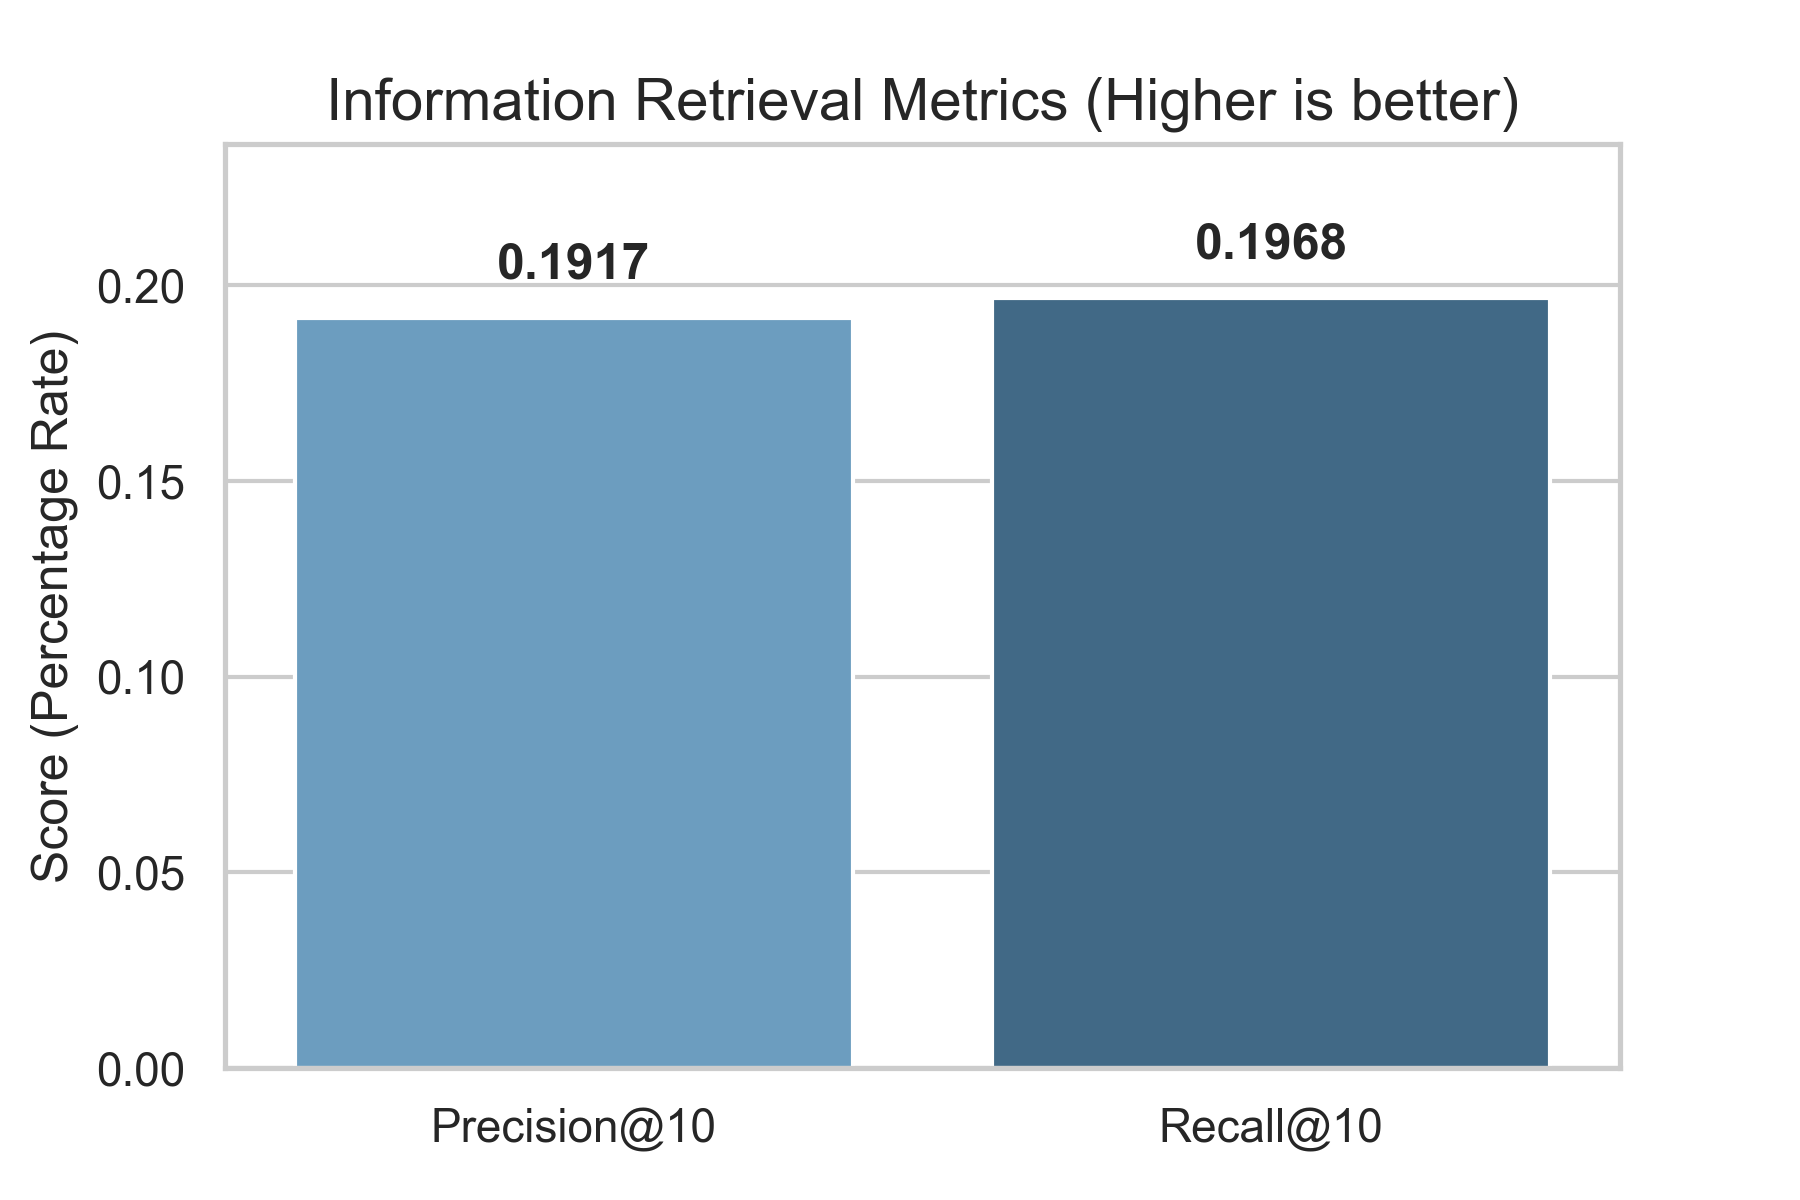 Information Retrieval Metrics (Higher is better)
Score (Percentage Rate)
0.20
0.15
0.10
0.05
0.00
0.1917
0.1968
Precision@10
Recall@10